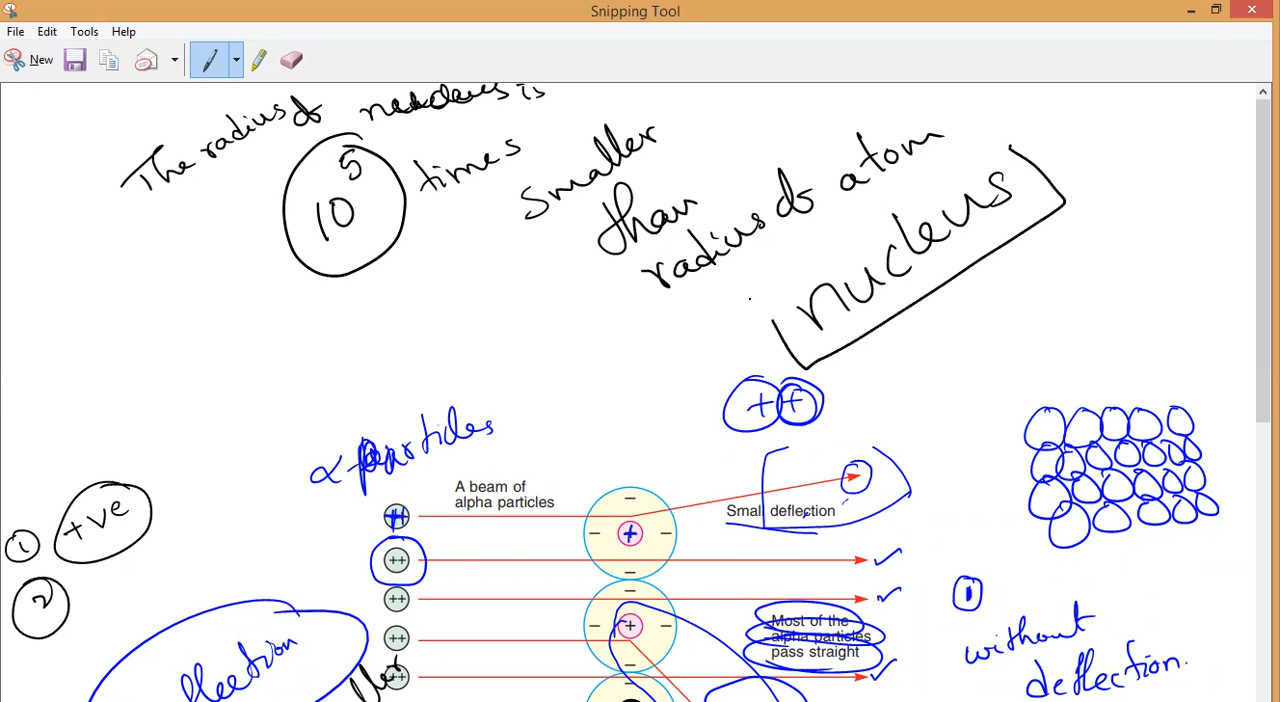 Snipping Tool
File Edit Tools Help
New
The radius of nucleus is
10⁵ times
smaller
than
radius of atom
nucleus
++
α-particles
A beam of
alpha particles
Small deflection
+
++
++
++
++
++
- - + - -
- + - -
① +ve
②
Most of the
alpha particles
pass straight
①
without
deflection.
flection